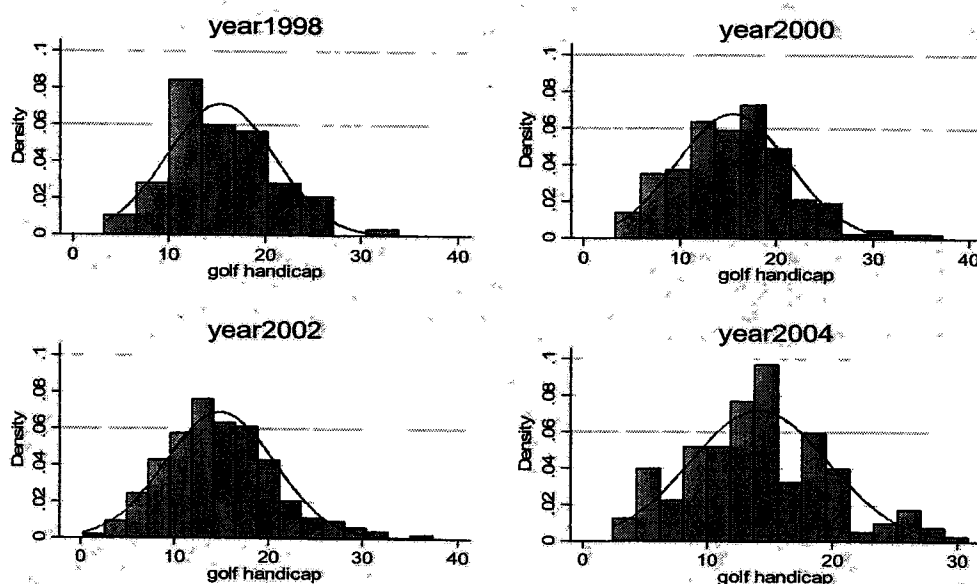 year1998
Density
0 .02 .04 .06 .08 .1
0 10 20 30 40
golf handicap
year2000
Density
0 .02 .04 .06 .08 .1
0 10 20 30 40
golf handicap
year2002
Density
0 .02 .04 .06 .08 .1
0 10 20 30 40
golf handicap
year2004
Density
0 .02 .04 .06 .08 .1
0 10 20 30
golf handicap